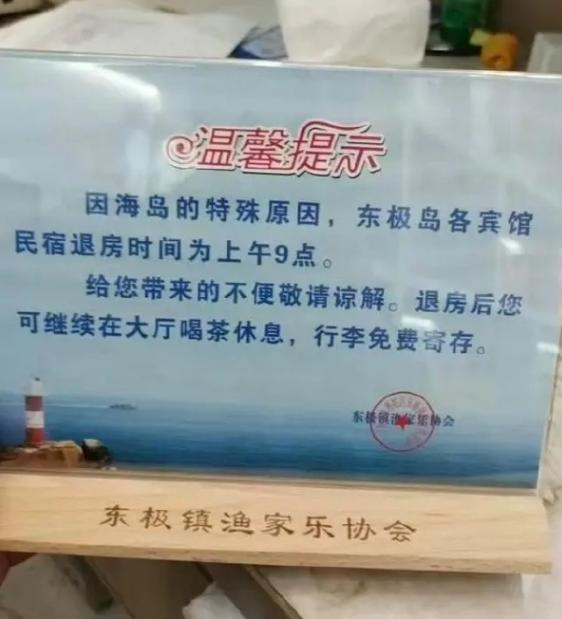 温馨提示
因海岛的特殊原因，东极岛各宾馆
民宿退房时间为上午9点。
给您带来的不便敬请谅解。退房后您
可继续在大厅喝茶休息，行李免费寄存。
东极镇渔家乐协会
东极镇渔家乐协会